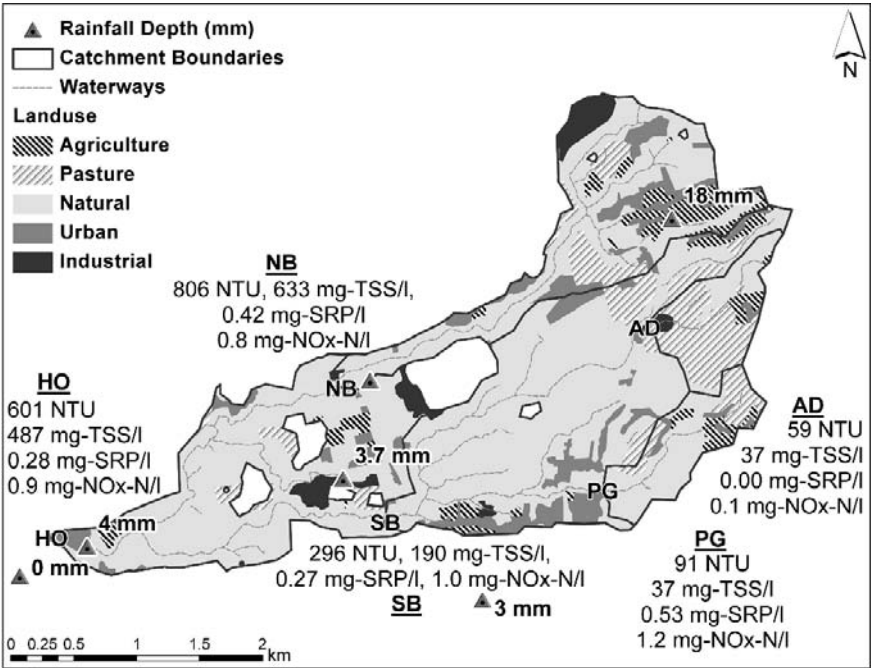 Rainfall Depth (mm)
Catchment Boundaries
Waterways
Landuse
Agriculture
Pasture
Natural
Urban
Industrial
N
18 mm
NB
806 NTU, 633 mg-TSS/l,
0.42 mg-SRP/l
0.8 mg-NOx-N/l
AD
NB
HO
601 NTU
487 mg-TSS/l
0.28 mg-SRP/l
0.9 mg-NOx-N/l
AD
59 NTU
37 mg-TSS/l
0.00 mg-SRP/l
0.1 mg-NOx-N/l
3.7 mm
PG
4 mm
SB
HO
0 mm
296 NTU, 190 mg-TSS/l,
0.27 mg-SRP/l, 1.0 mg-NOx-N/l
SB
3 mm
PG
91 NTU
37 mg-TSS/l
0.53 mg-SRP/l
1.2 mg-NOx-N/l
0 0.25 0.5 1 1.5 2
km